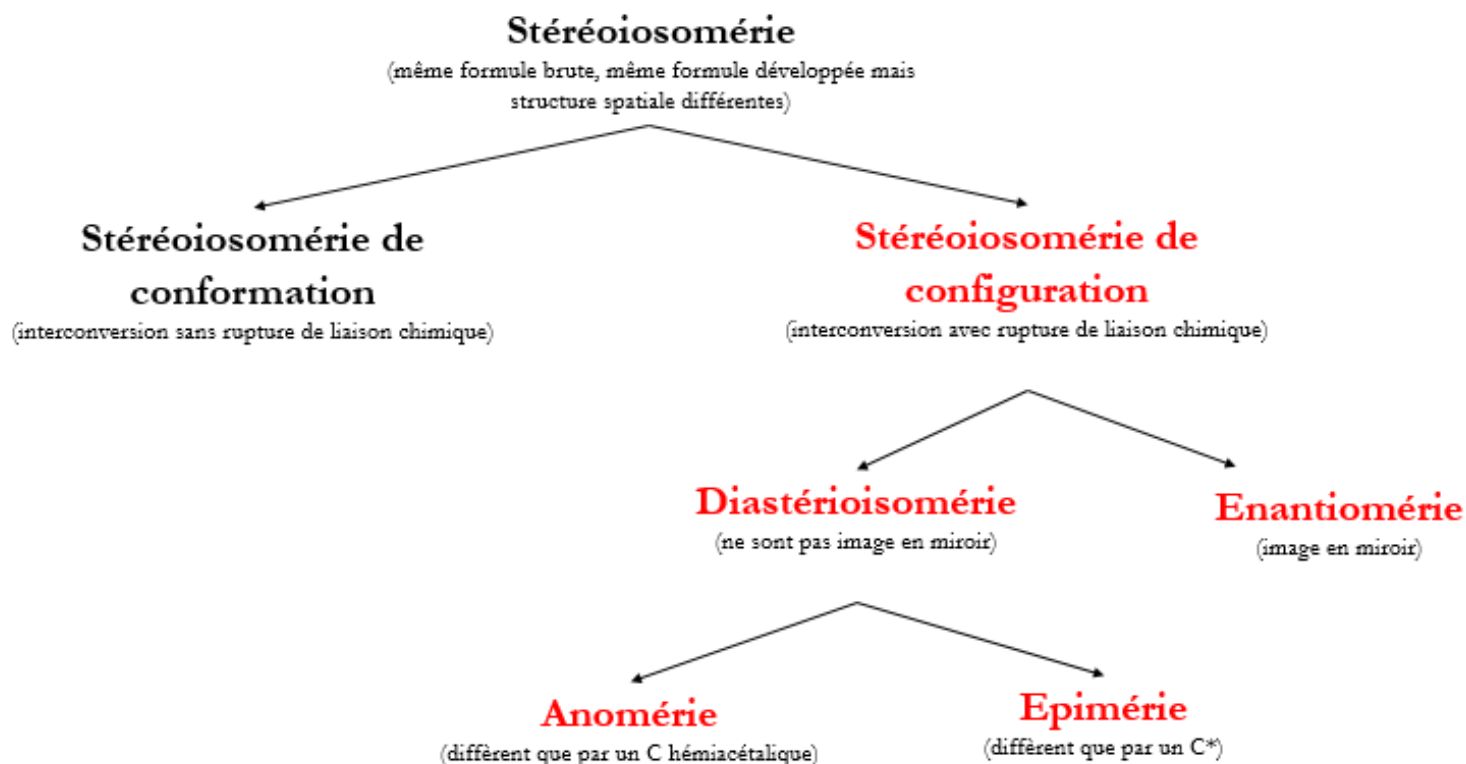 Stéréoiosomérie
(même formule brute, même formule développée mais
structure spatiale différentes)
Stéréoiosomérie de
conformation
(interconversion sans rupture de liaison chimique)
Stéréoiosomérie de
configuration
(interconversion avec rupture de liaison chimique)
Diastérioisomérie
(ne sont pas image en miroir)
Enantiomérie
(image en miroir)
Anomérie
(diffèrent que par un C hémiacétalique)
Epimérie
(diffèrent que par un C*)